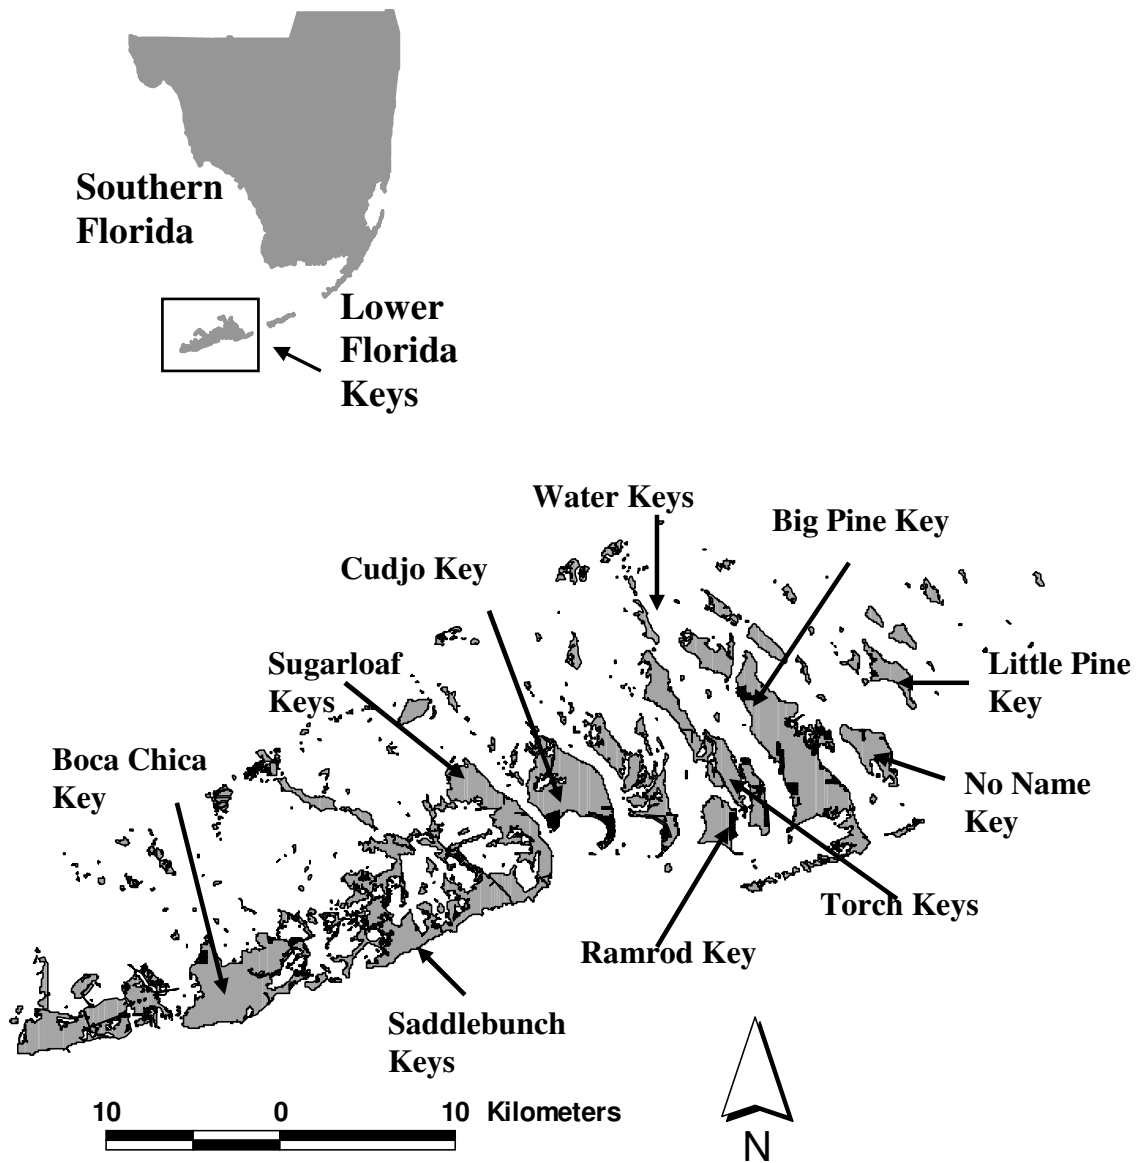 Southern
Florida
Lower
Florida
Keys
Water Keys
Big Pine Key
Cudjo Key
Sugarloaf
Keys
Little Pine
Key
Boca Chica
Key
No Name
Key
Torch Keys
Ramrod Key
Saddlebunch
Keys
10 0 10 Kilometers
N